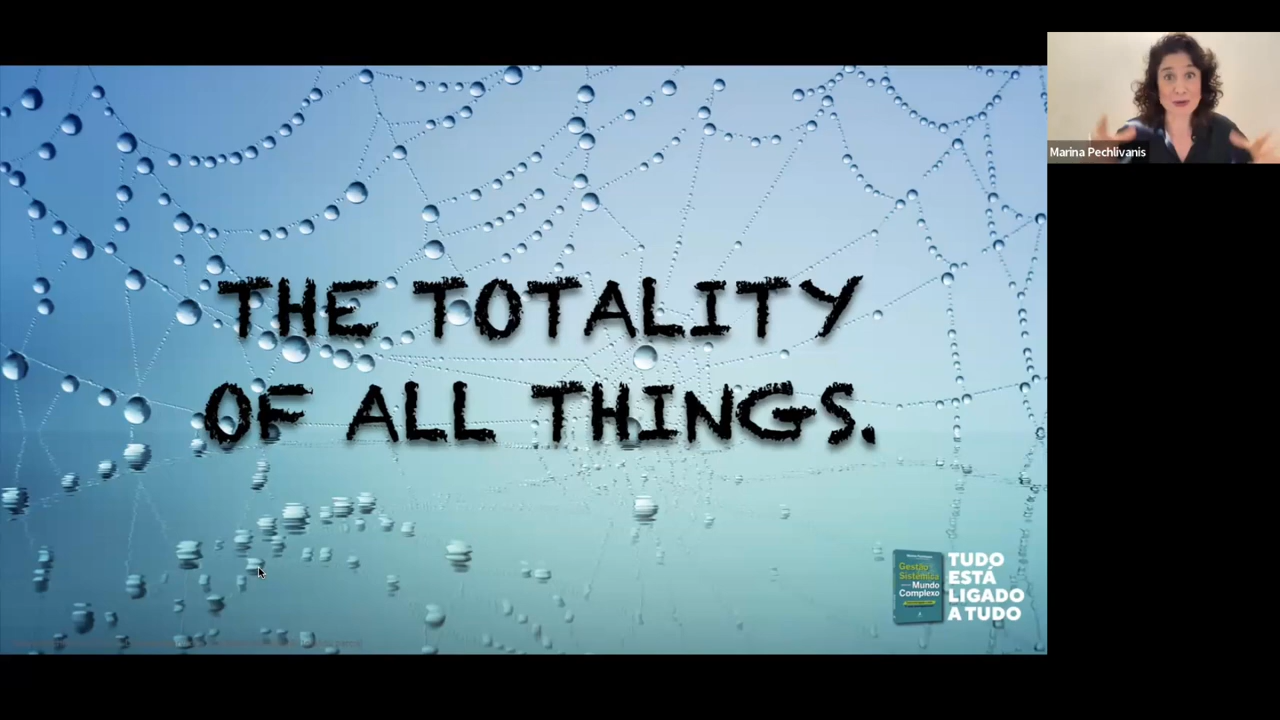 THE TOTALITY
OF ALL THINGS.
Marina Pechlivanis
Gestão
Sistêmica
Mundo
Complexo
TUDO
ESTÁ
LIGADO
A TUDO